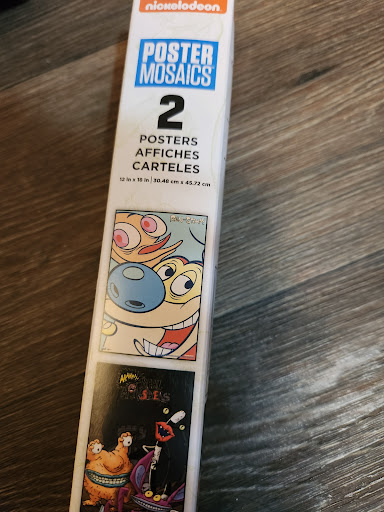 nickelodeon
POSTER
MOSAICS
2
POSTERS
AFFICHES
CARTELES
12 in x 18 in | 30.48 cm x 45.72 cm